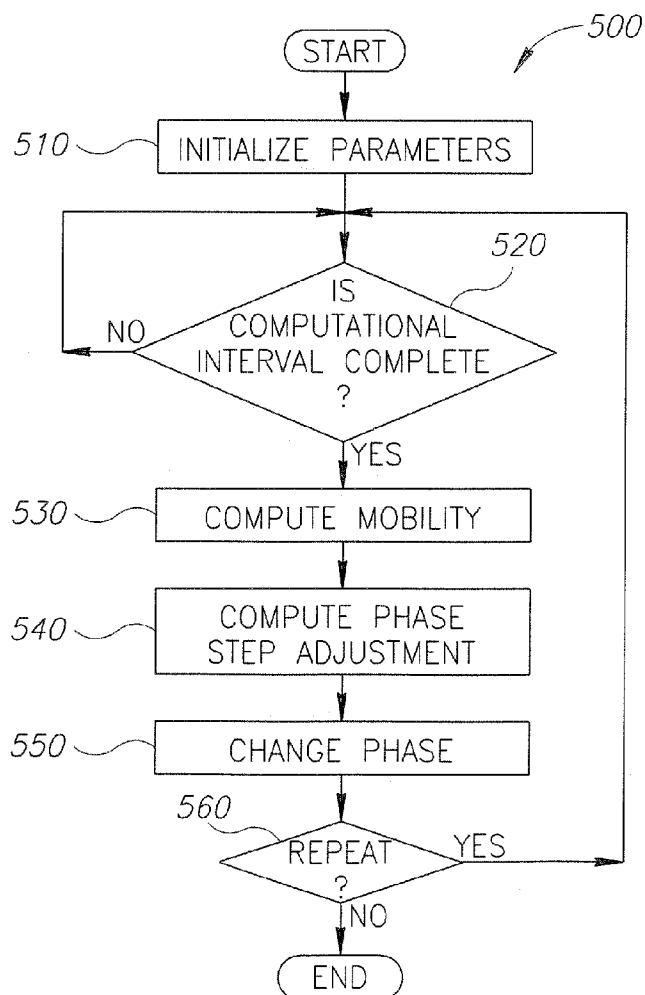 500
START
510
INITIALIZE PARAMETERS
520
IS
COMPUTATIONAL
INTERVAL COMPLETE
?
NO
YES
530
COMPUTE MOBILITY
540
COMPUTE PHASE
STEP ADJUSTMENT
550
CHANGE PHASE
560
REPEAT
?
YES
NO
END